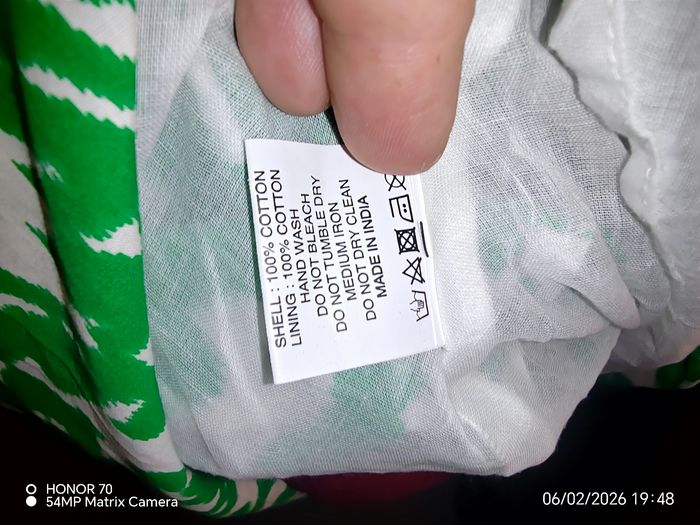 SHELL : 100% COTTON
LINING : 100% COTTON
HAND WASH
DO NOT BLEACH
DO NOT TUMBLE DRY
MEDIUM IRON
DO NOT DRY CLEAN
MADE IN INDIA
HONOR 70
54MP Matrix Camera
06/02/2026 19:48